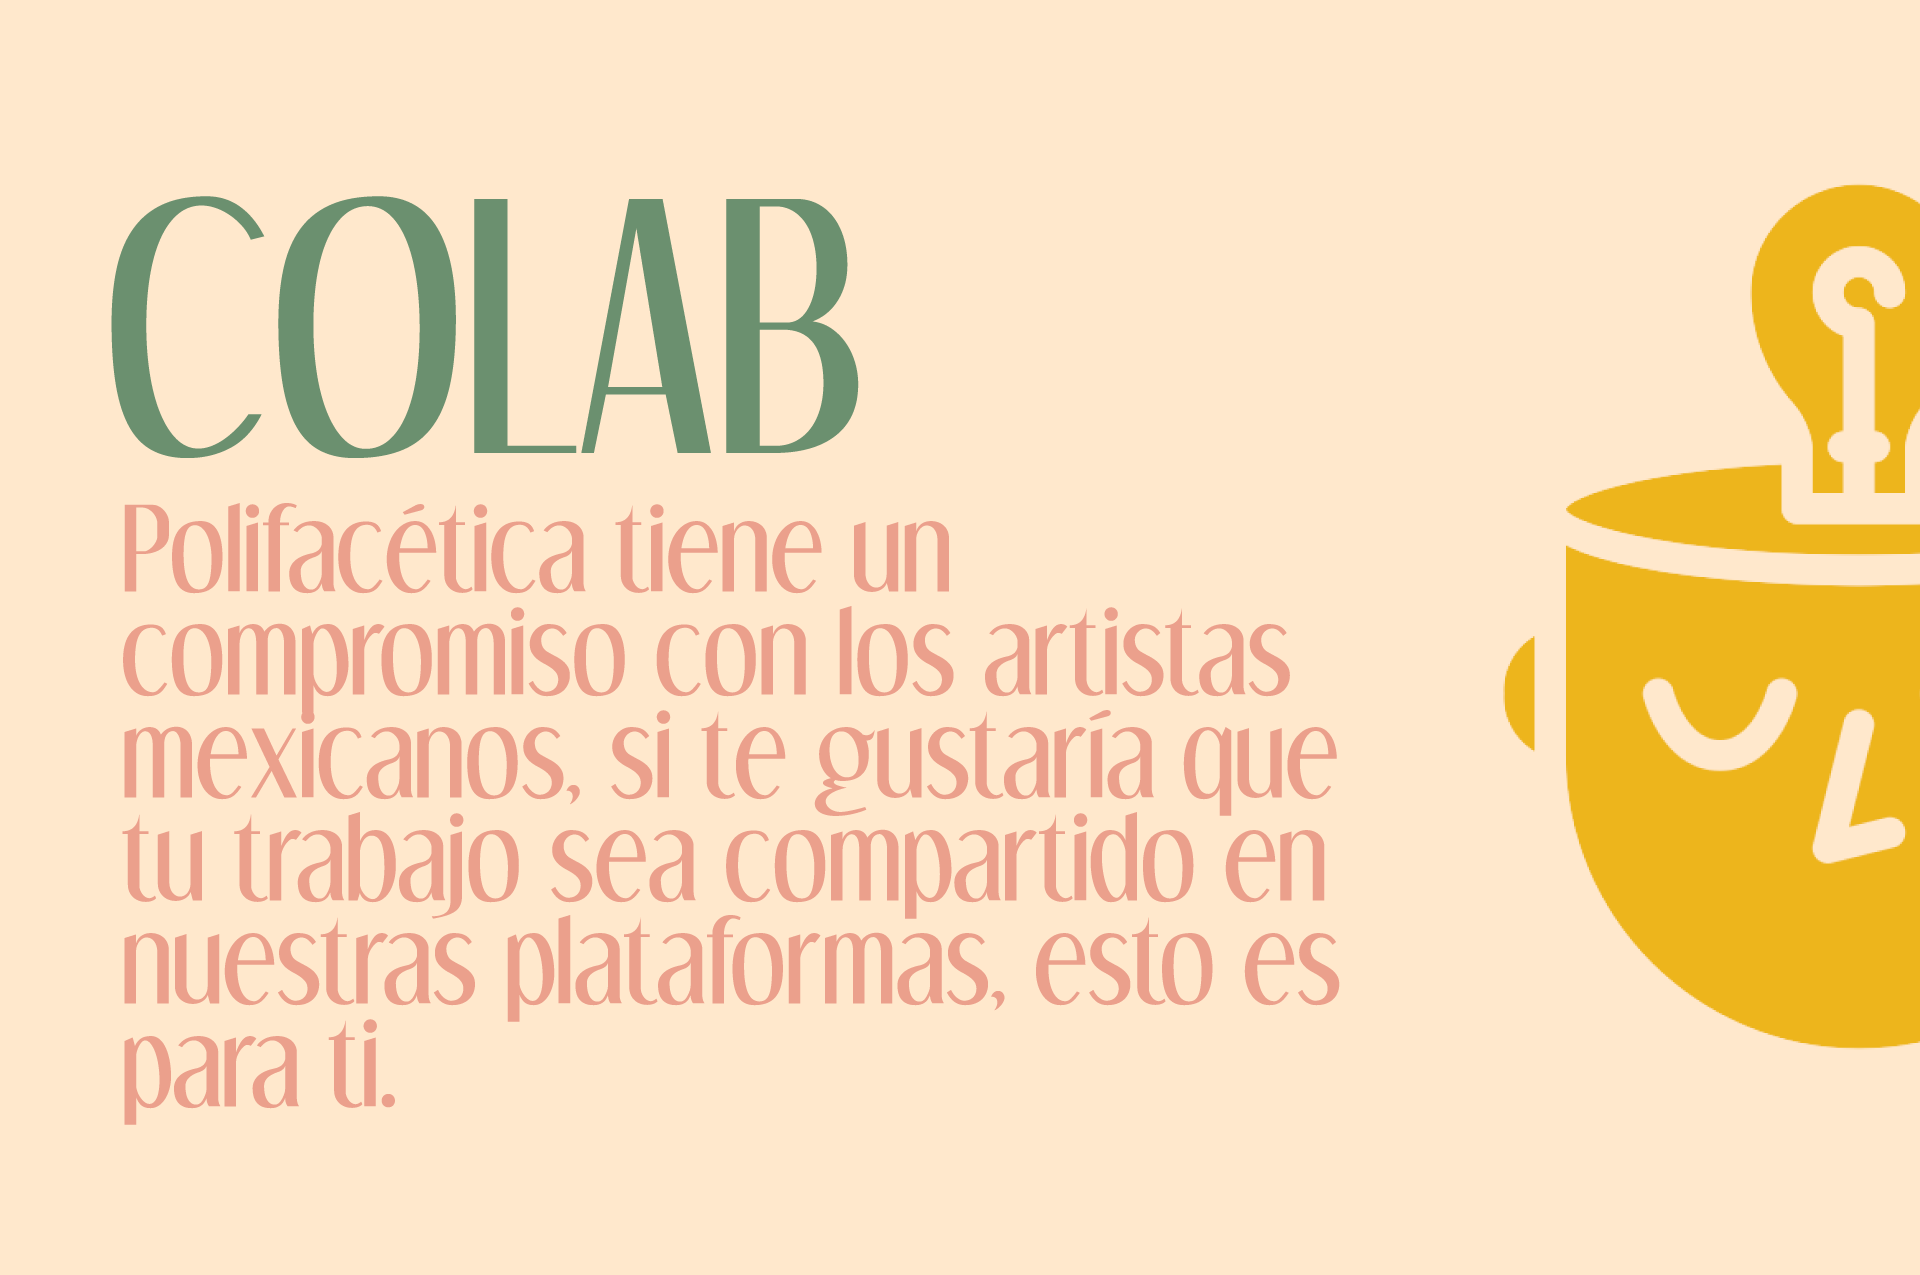 COLAB
Polifacética tiene un
compromiso con los artistas
mexicanos, si te gustaría que
tu trabajo sea compartido en
nuestras plataformas, esto es
para ti.